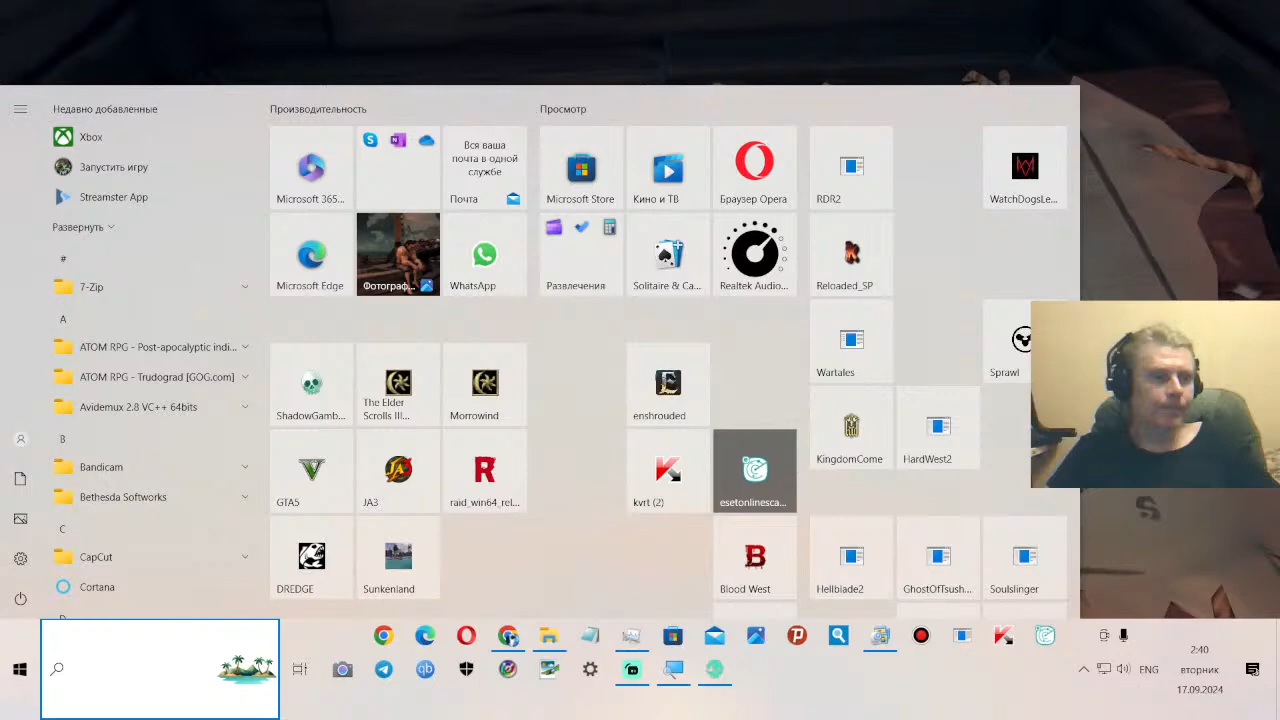 Недавно добавленные
Xbox
Запустить игру
Streamster App
Развернуть
#
7-Zip
A
ATOM RPG - Post-apocalyptic indi...
ATOM RPG - Trudograd [GOG.com]
Avidemux 2.8 VC++ 64bits
B
Bandicam
Bethesda Softworks
C
CapCut
Cortana
Производительность
Microsoft 365...
Вся ваша
почта в одной
службе
Почта
Microsoft Edge
Фотограф...
WhatsApp
ShadowGamb...
The Elder
Scrolls III...
Morrowind
GTA5
JA3
raid_win64_rel...
DREDGE
Sunkenland
Просмотр
Microsoft Store
Кино и ТВ
Браузер Opera
Развлечения
Solitaire & Ca...
Realtek Audio...
enshrouded
kvrt (2)
esetonlinesca...
Blood West
RDR2
WatchDogsLe...
Reloaded_SP
Wartales
Sprawl
KingdomCome
HardWest2
Hellblade2
GhostOfTsush...
Soulslinger
2:40
ENG
вторник
17.09.2024